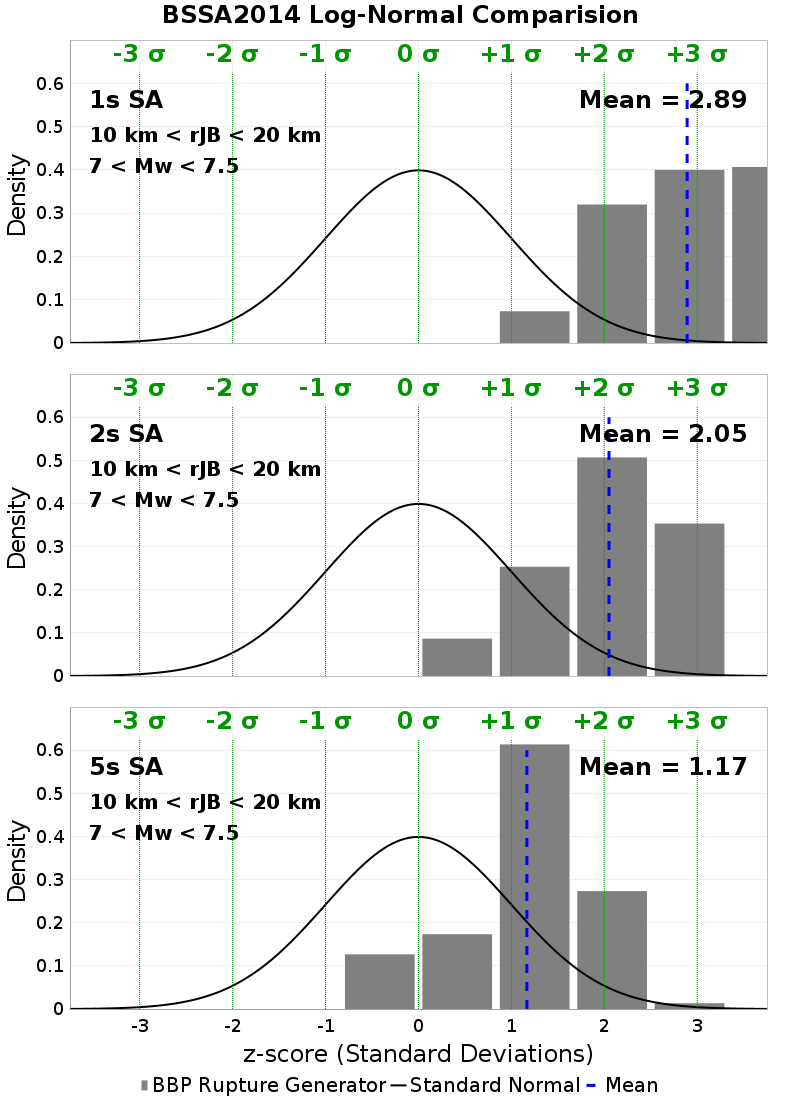 BSSA2014 Log-Normal Comparision
-3 σ -2 σ -1 σ 0 σ +1 σ +2 σ +3 σ
1s SA Mean = 2.89
10 km < rJB < 20 km
7 < Mw < 7.5
Density
0.6
0.5
0.4
0.3
0.2
0.1
0
-3 σ -2 σ -1 σ 0 σ +1 σ +2 σ +3 σ
2s SA Mean = 2.05
10 km < rJB < 20 km
7 < Mw < 7.5
Density
0.6
0.5
0.4
0.3
0.2
0.1
0
-3 σ -2 σ -1 σ 0 σ +1 σ +2 σ +3 σ
5s SA Mean = 1.17
10 km < rJB < 20 km
7 < Mw < 7.5
Density
0.6
0.5
0.4
0.3
0.2
0.1
0
-3 -2 -1 0 1 2 3
z-score (Standard Deviations)
BBP Rupture Generator Standard Normal Mean